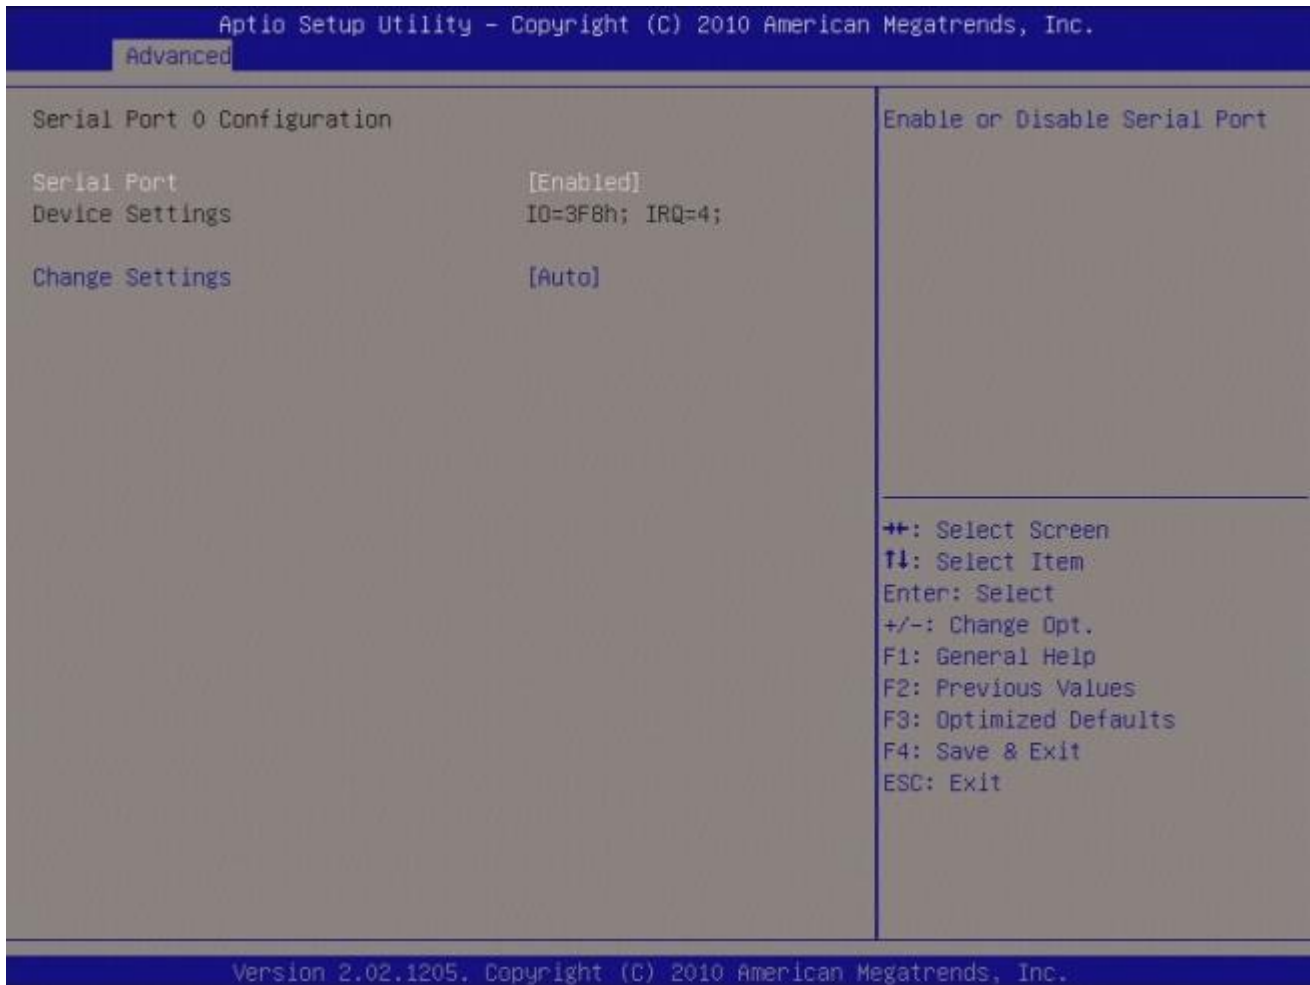 Aptio Setup Utility – Copyright (C) 2010 American Megatrends, Inc.
Advanced
Serial Port 0 Configuration
Serial Port [Enabled]
Device Settings IO=3F8h; IRQ=4;
Change Settings [Auto]
Enable or Disable Serial Port
→←: Select Screen
↑↓: Select Item
Enter: Select
+/-: Change Opt.
F1: General Help
F2: Previous Values
F3: Optimized Defaults
F4: Save & Exit
ESC: Exit
Version 2.02.1205. Copyright (C) 2010 American Megatrends, Inc.